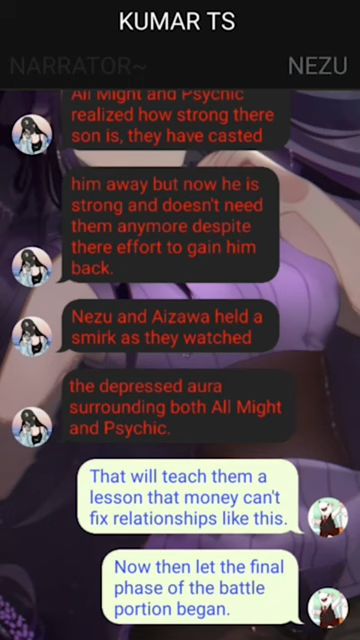 KUMAR TS
NARRATOR~
NEZU
All Might and Psychic
realized how strong there
son is, they have casted
him away but now he is
strong and doesn't need
them anymore despite
there effort to gain him
back.
Nezu and Aizawa held a
smirk as they watched
the depressed aura
surrounding both All Might
and Psychic.
That will teach them a
lesson that money can't
fix relationships like this.
Now then let the final
phase of the battle
portion began.